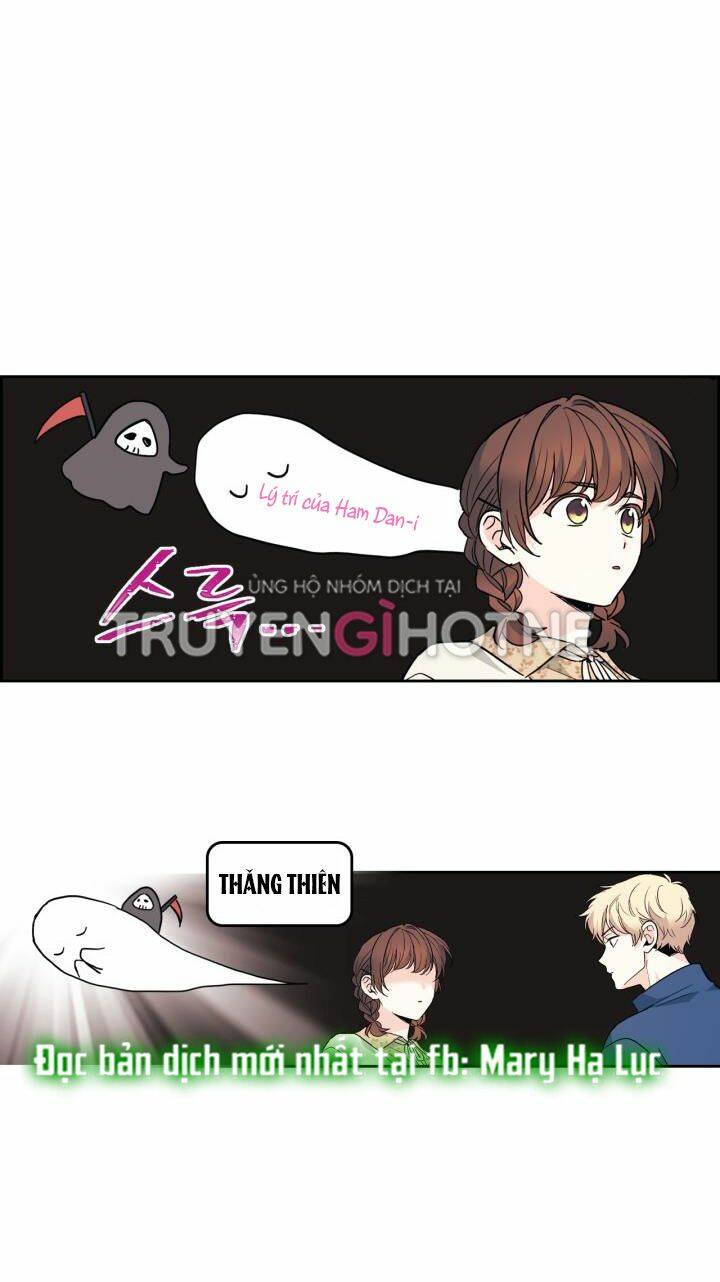 Lý trí của Ham Dan-i
스륵...
ỦNG HỘ NHÓM DỊCH TẠI
TRUYENGÌHOTNE
THĂNG THIÊN
Đọc bản dịch mới nhất tại fb: Mary Hạ Lục